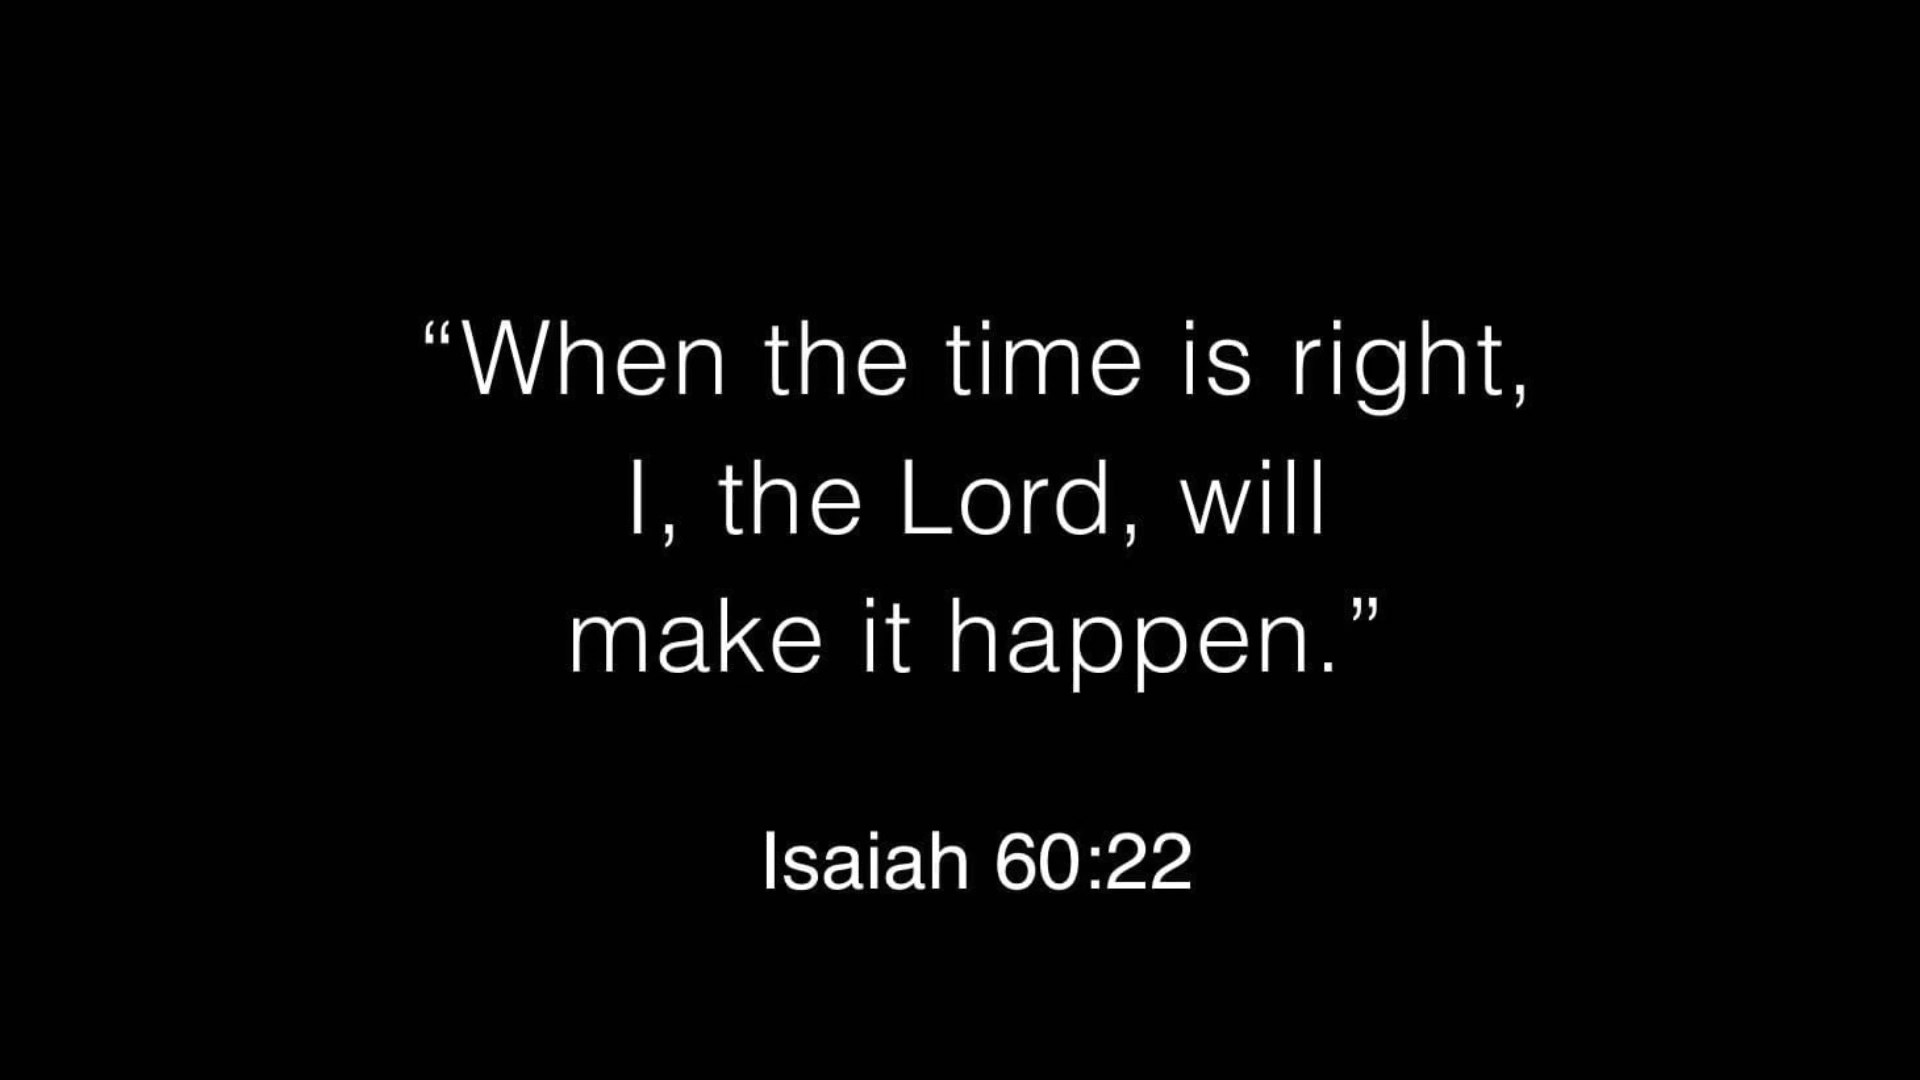 “When the time is right,
I, the Lord, will
make it happen.”
Isaiah 60:22